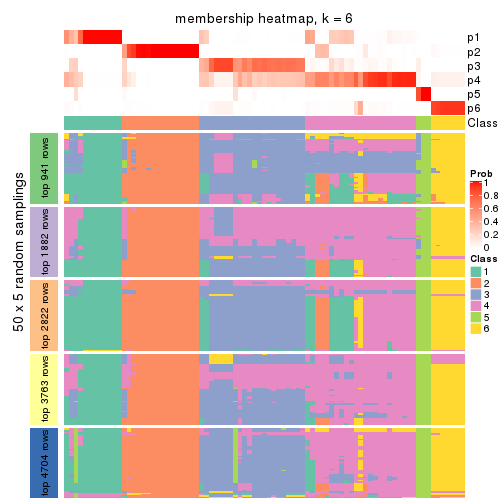 membership heatmap, k = 6
p1
p2
p3
p4
p5
p6
Class
50 x 5 random samplings
top 941 rows
top 1882 rows
top 2822 rows
top 3763 rows
top 4704 rows
Prob
1
0.8
0.6
0.4
0.2
0
Class
1
2
3
4
5
6